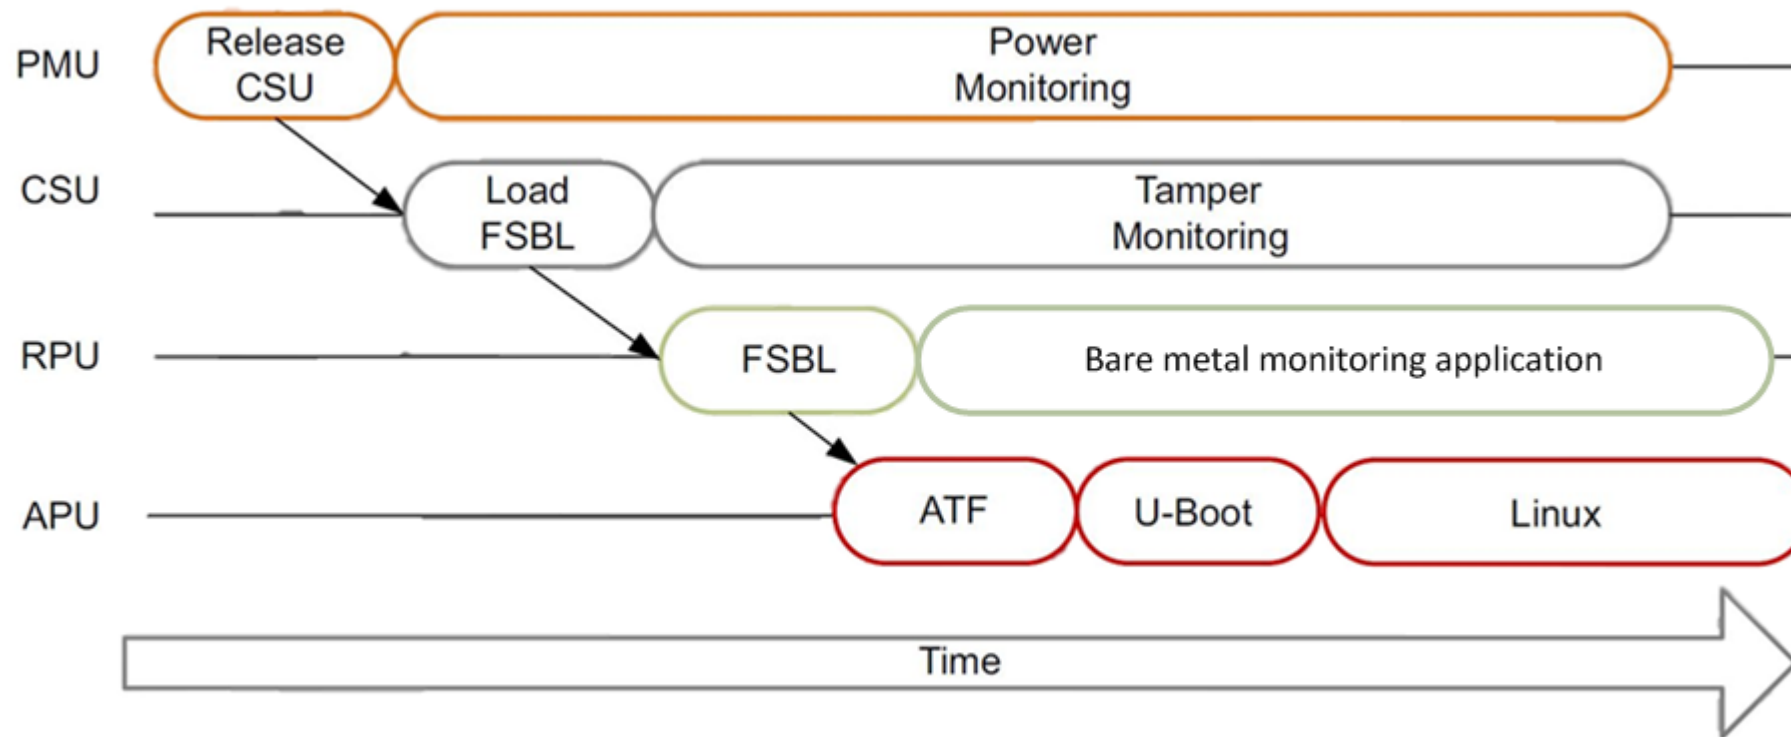 PMU
Release
CSU
Power
Monitoring
CSU
Load
FSBL
Tamper
Monitoring
RPU
FSBL
Bare metal monitoring application
APU
ATF
U-Boot
Linux
Time